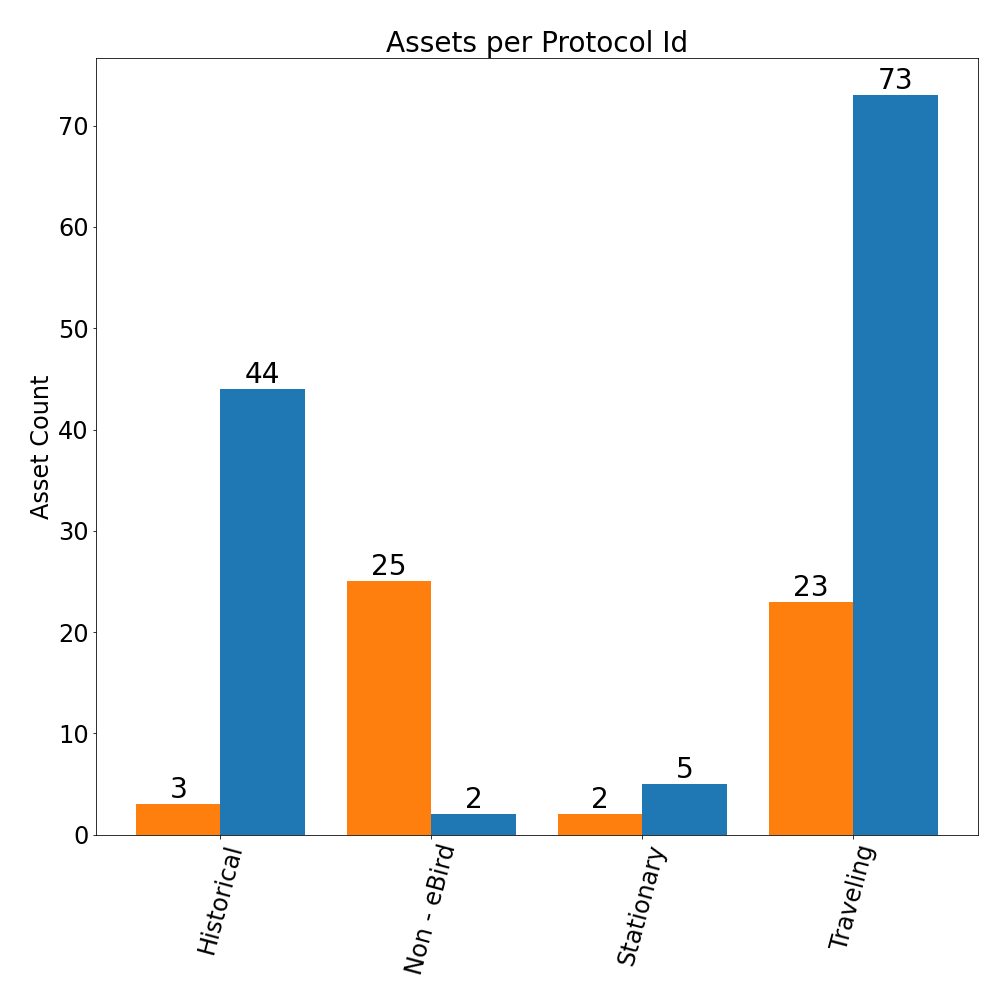 Assets per Protocol Id
Asset Count
70
60
50
40
30
20
10
0
3
44
25
2
2
5
23
73
Historical
Non - eBird
Stationary
Traveling